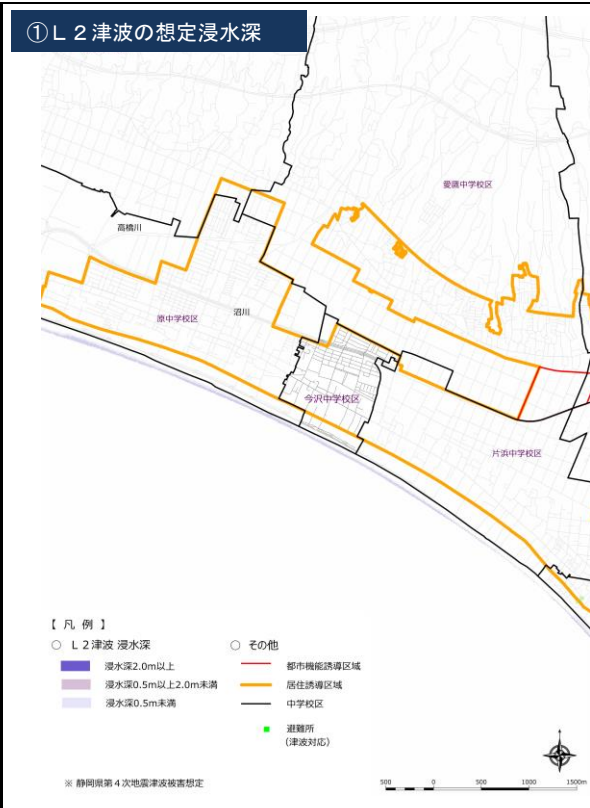 ①Ｌ２津波の想定浸水深
愛鷹中学校区
高橋川
沼川
原中学校区
今沢中学校区
片浜中学校区
【 凡 例 】
○ Ｌ２津波 浸水深
浸水深2.0m以上
浸水深0.5m以上2.0m未満
浸水深0.5m未満
○ その他
都市機能誘導区域
居住誘導区域
中学校区
避難所
(津波対応)
※ 静岡県第４次地震津波被害想定
500 0 500 1000 1500m